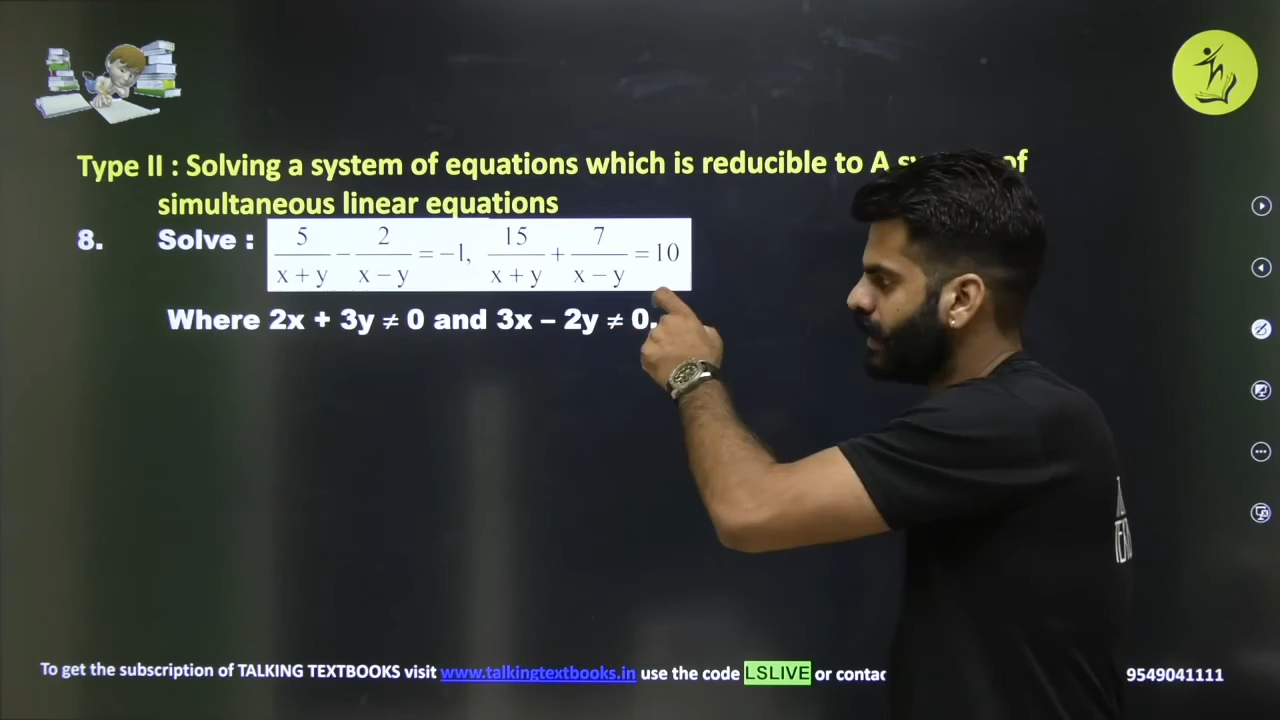 Type II : Solving a system of equations which is reducible to A of
simultaneous linear equations
8. Solve : 5/(x + y) − 2/(x − y) = −1, 15/(x + y) + 7/(x − y) = 10
Where 2x + 3y ≠ 0 and 3x – 2y ≠ 0.
To get the subscription of TALKING TEXTBOOKS visit www.talkingtextbooks.in use the code LSLIVE or 9549041111